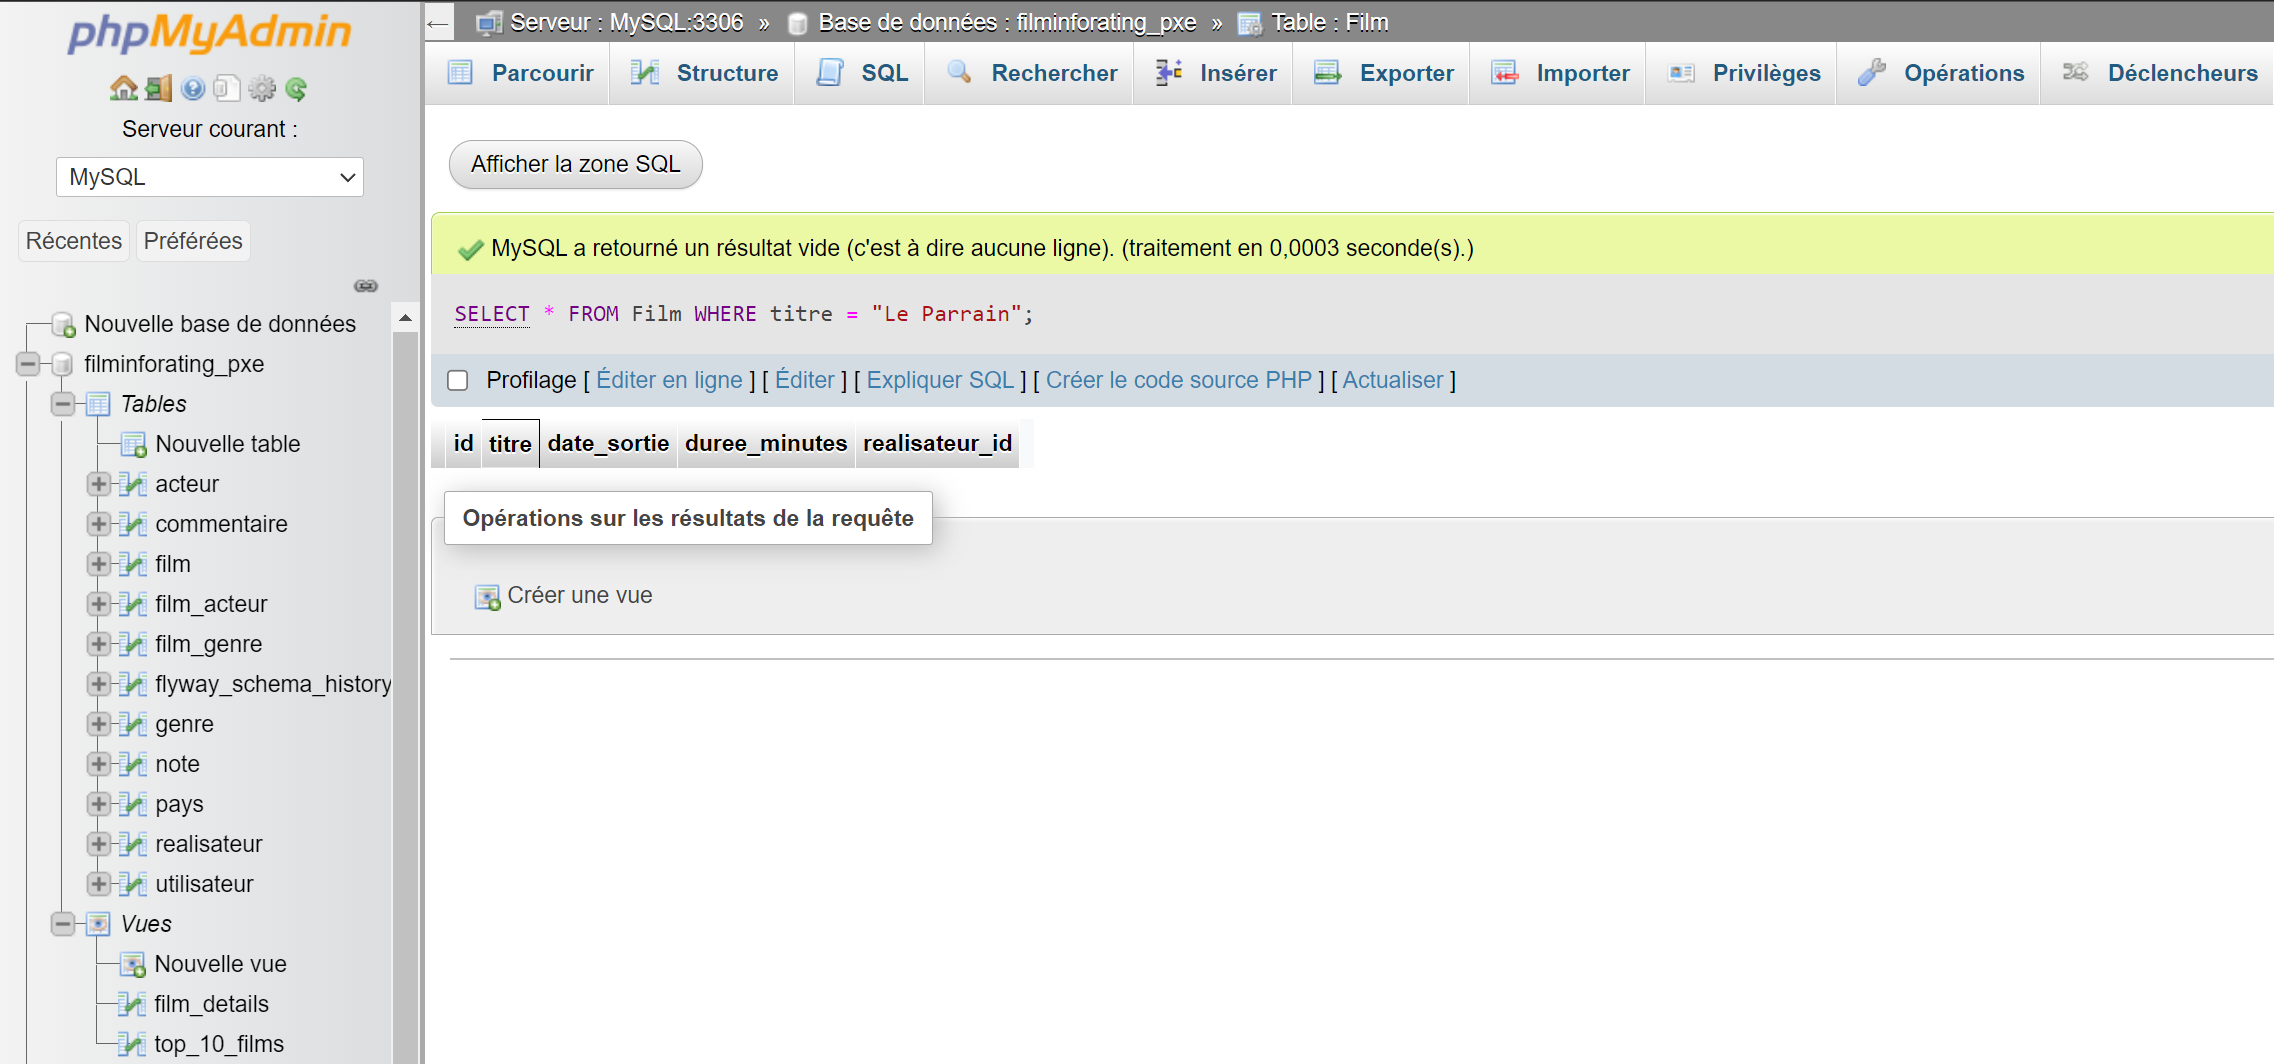 phpMyAdmin
Serveur courant :
MySQL
Récentes
Préférées
Nouvelle base de données
filminforating_pxe
Tables
Nouvelle table
acteur
commentaire
film
film_acteur
film_genre
flyway_schema_history
genre
note
pays
realisateur
utilisateur
Vues
Nouvelle vue
film_details
top_10_films
← Serveur : MySQL:3306 » Base de données : filminforating_pxe » Table : Film
Parcourir Structure SQL Rechercher Insérer Exporter Importer Privilèges Opérations Déclencheurs
Afficher la zone SQL
MySQL a retourné un résultat vide (c'est à dire aucune ligne). (traitement en 0,0003 seconde(s).)
SELECT * FROM Film WHERE titre = "Le Parrain";
Profilage [ Éditer en ligne ] [ Éditer ] [ Expliquer SQL ] [ Créer le code source PHP ] [ Actualiser ]
id titre date_sortie duree_minutes realisateur_id
Opérations sur les résultats de la requête
Créer une vue